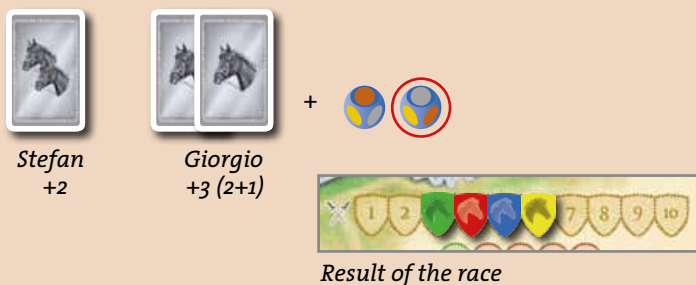 +
Stefan
+2
Giorgio
+3 (2+1)
1 2 7 8 9 10
Result of the race